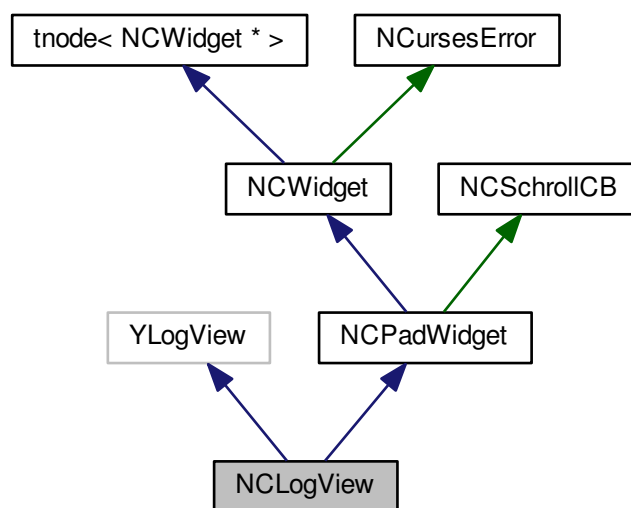 tnode< NCWidget * >
NCursesError
NCWidget
NCSchrollCB
YLogView
NCPadWidget
NCLogView